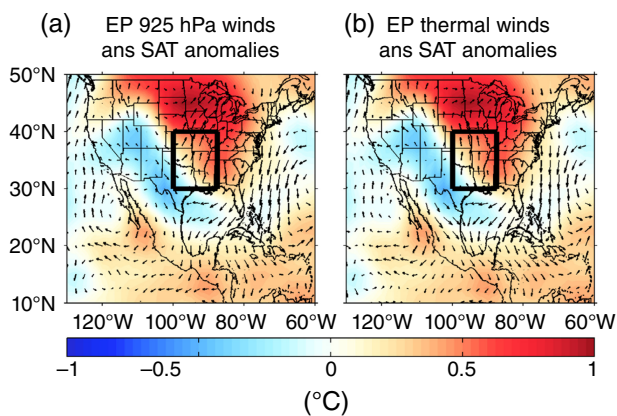 (a) EP 925 hPa winds
ans SAT anomalies
(b) EP thermal winds
ans SAT anomalies
50°N
40°N
30°N
20°N
10°N
120°W 100°W 80°W 60°W
120°W 100°W 80°W 60°W
−1 −0.5 0 0.5 1
(°C)